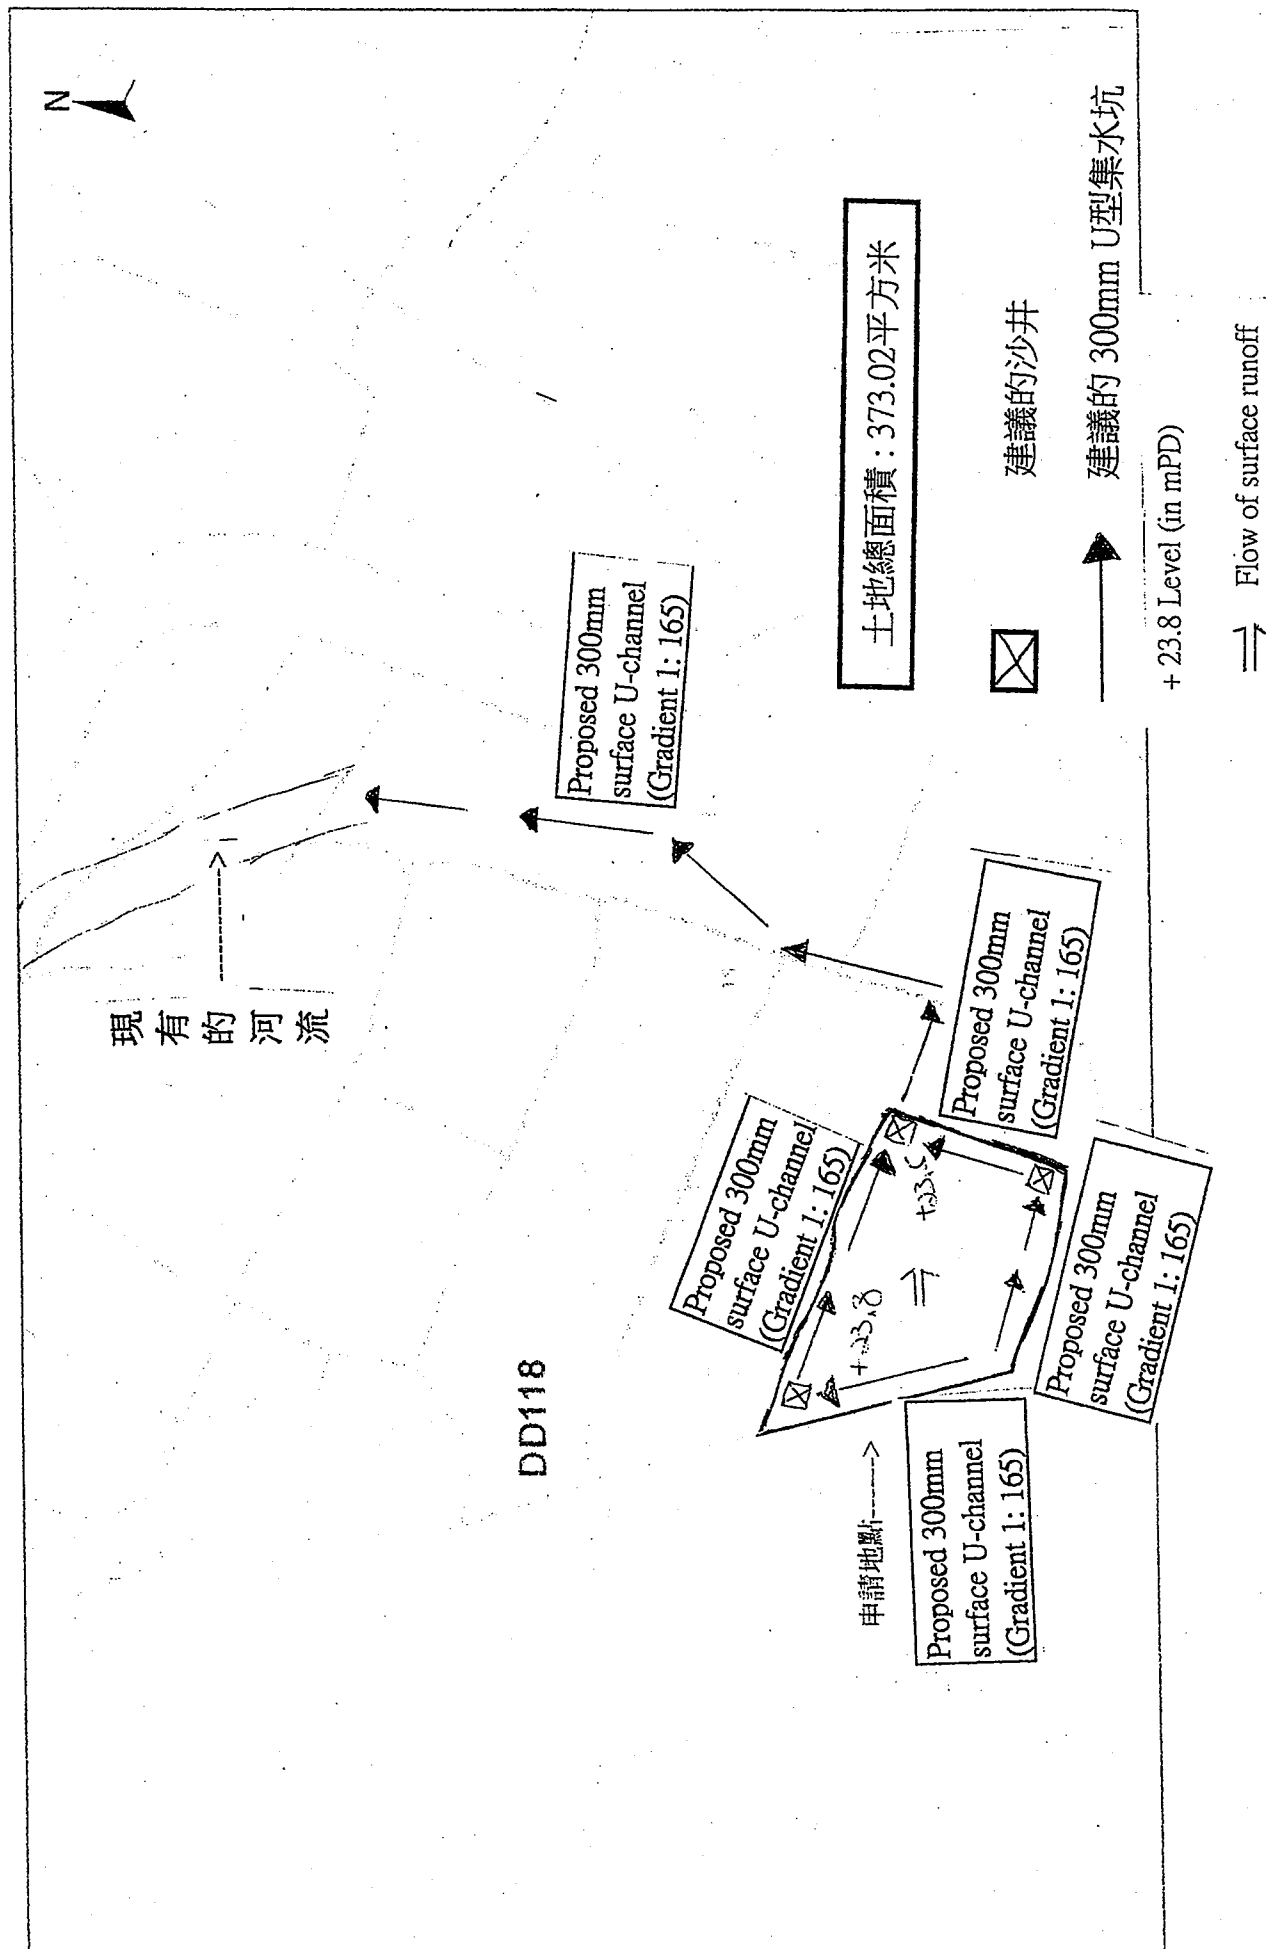 N
現有的河流
DD118
申請地點------->
Proposed 300mm
surface U-channel
(Gradient 1: 165)
Proposed 300mm
surface U-channel
(Gradient 1: 165)
Proposed 300mm
surface U-channel
(Gradient 1: 165)
Proposed 300mm
surface U-channel
(Gradient 1: 165)
Proposed 300mm
surface U-channel
(Gradient 1: 165)
+23.8
土地總面積 : 373.02平方米
建議的沙井
建議的 300mm U型集水坑
+ 23.8 Level (in mPD)
Flow of surface runoff